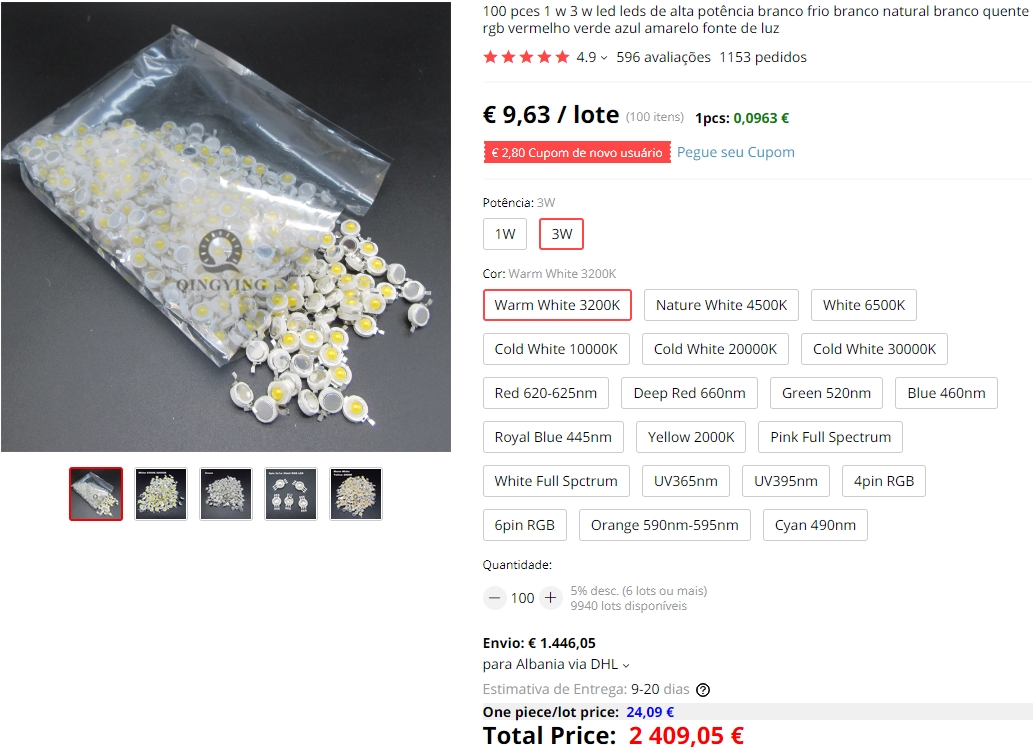 100 pces 1 w 3 w led leds de alta potência branco frio branco natural branco quente
rgb vermelho verde azul amarelo fonte de luz
4.9 596 avaliações 1153 pedidos
€ 9,63 / lote (100 itens) 1pcs: 0,0963 €
€ 2,80 Cupom de novo usuário Pegue seu Cupom
Potência: 3W
1W 3W
Cor: Warm White 3200K
QINGYING
Warm White 3200K Nature White 4500K White 6500K
Cold White 10000K Cold White 20000K Cold White 30000K
Red 620-625nm Deep Red 660nm Green 520nm Blue 460nm
Royal Blue 445nm Yellow 2000K Pink Full Spectrum
White Full Spctrum UV365nm UV395nm 4pin RGB
6pin RGB Orange 590nm-595nm Cyan 490nm
Quantidade:
− 100 + 5% desc. (6 lots ou mais)
9940 lots disponíveis
Envio: € 1.446,05
para Albania via DHL
Estimativa de Entrega: 9-20 dias ?
One piece/lot price: 24,09 €
Total Price: 2 409,05 €